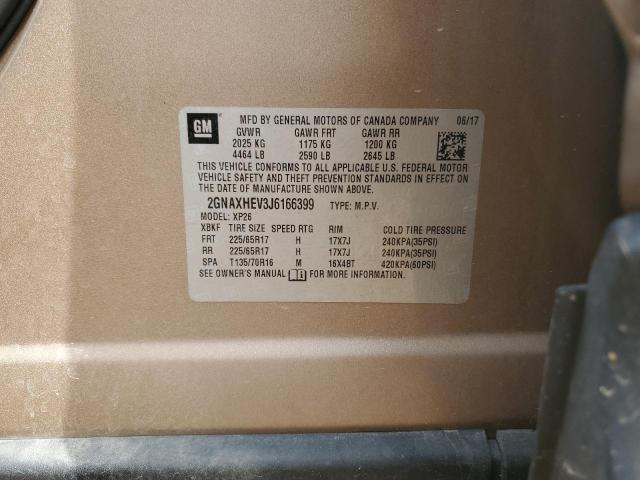 GM
MFD BY GENERAL MOTORS OF CANADA COMPANY 06/17
GVWR GAWR FRT GAWR RR
2025 KG 1175 KG 1200 KG
4464 LB 2590 LB 2645 LB
THIS VEHICLE CONFORMS TO ALL APPLICABLE U.S. FEDERAL MOTOR
VEHICLE SAFETY AND THEFT PREVENTION STANDARDS IN EFFECT ON
THE DATE OF MANUFACTURE SHOWN ABOVE.
2GNAXHEV3J6166399 TYPE: M.P.V.
MODEL: XP26
XBKF TIRE SIZE SPEED RTG RIM COLD TIRE PRESSURE
FRT 225/65R17 H 17X7J 240KPA(35PSI)
RR 225/65R17 H 17X7J 240KPA(35PSI)
SPA T135/70R16 M 16X4BT 420KPA(60PSI)
SEE OWNER'S MANUAL FOR MORE INFORMATION.